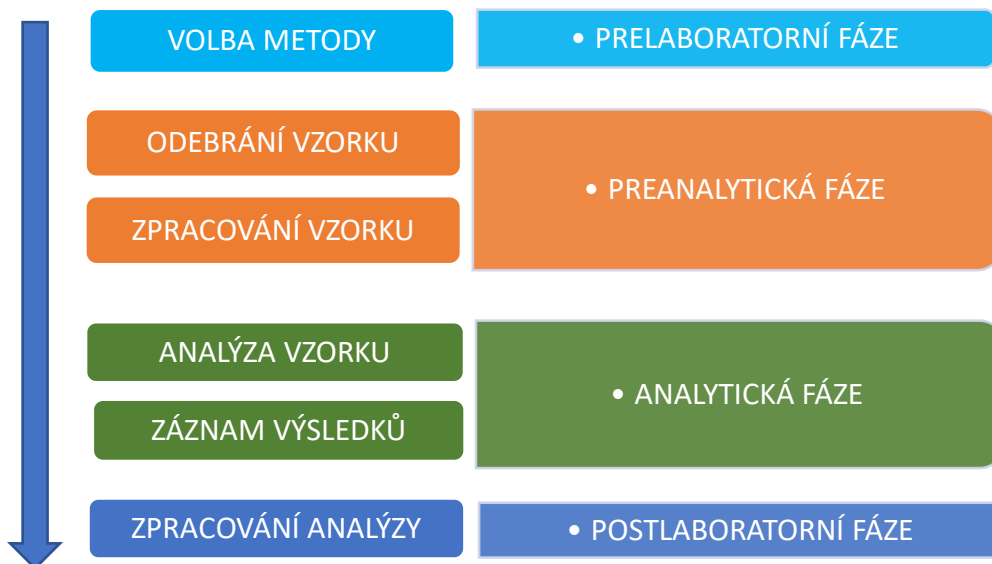 VOLBA METODY
• PRELABORATORNÍ FÁZE
ODEBRÁNÍ VZORKU
ZPRACOVÁNÍ VZORKU
• PREANALYTICKÁ FÁZE
ANALÝZA VZORKU
ZÁZNAM VÝSLEDKŮ
• ANALYTICKÁ FÁZE
ZPRACOVÁNÍ ANALÝZY
• POSTLABORATORNÍ FÁZE